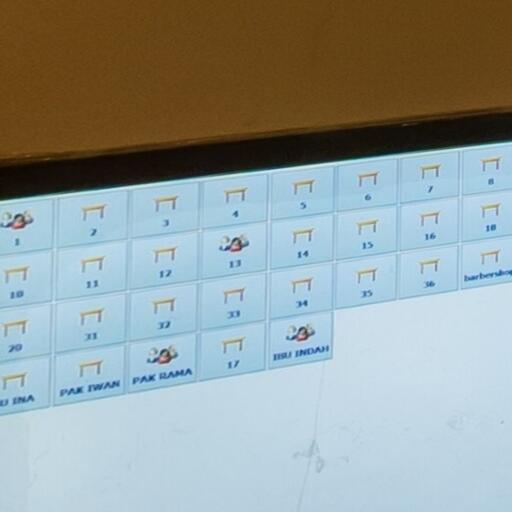 1 2 3 4 5 6 7 8
10 11 12 13 14 15 16 18
20 31 32 33 34 35 36 barbershop
INA PAK IWAN PAK RAMA 17 IBU INDAH